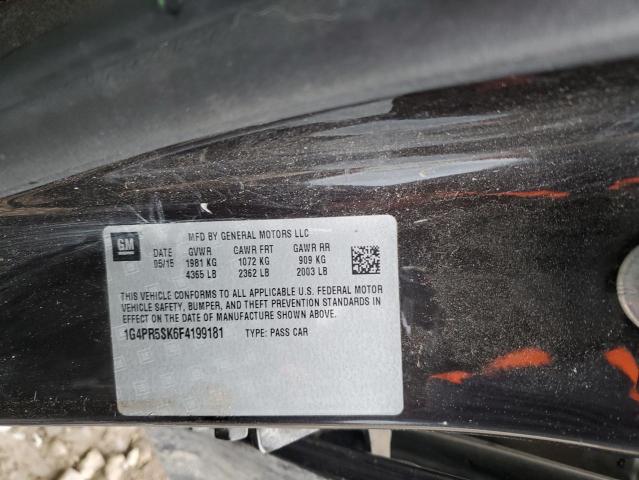 GM
MFD BY GENERAL MOTORS LLC
DATE GVWR GAWR FRT GAWR RR
05/15 1981 KG 1072 KG 909 KG
4365 LB 2362 LB 2003 LB
THIS VEHICLE CONFORMS TO ALL APPLICABLE U.S. FEDERAL MOTOR
VEHICLE SAFETY, BUMPER, AND THEFT PREVENTION STANDARDS IN
EFFECT ON THE DATE OF MANUFACTURE SHOWN ABOVE.
1G4PR5SK6F4199181 TYPE: PASS CAR